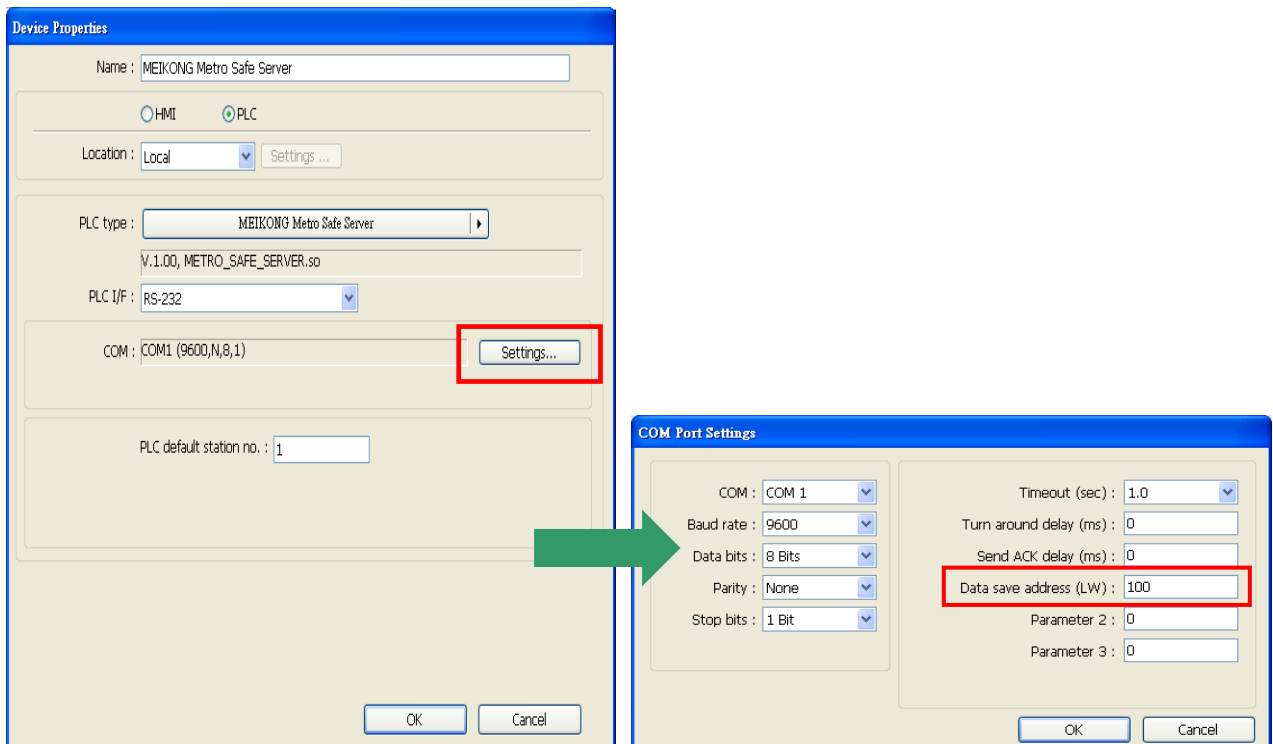 Device Properties
Name : MEIKONG Metro Safe Server
HMI PLC
Location : Local Settings ...
PLC type : MEIKONG Metro Safe Server
V.1.00, METRO_SAFE_SERVER.so
PLC I/F : RS-232
COM : COM1 (9600,N,8,1) Settings...
PLC default station no. : 1
OK Cancel
COM Port Settings
COM : COM 1
Baud rate : 9600
Data bits : 8 Bits
Parity : None
Stop bits : 1 Bit
Timeout (sec) : 1.0
Turn around delay (ms) : 0
Send ACK delay (ms) : 0
Data save address (LW) : 100
Parameter 2 : 0
Parameter 3 : 0
OK Cancel